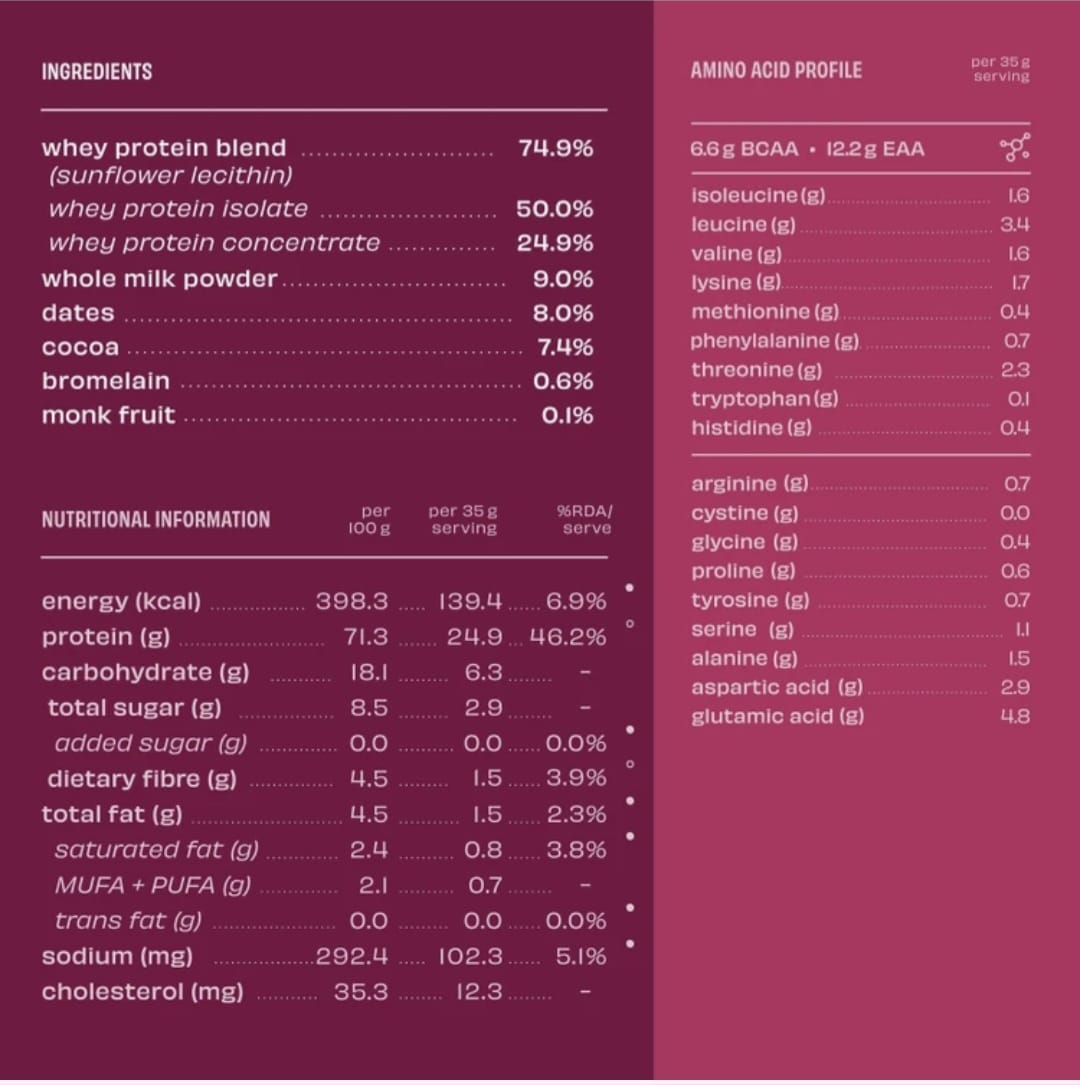 INGREDIENTS
whey protein blend ........................ 74.9%
(sunflower lecithin)
whey protein isolate ...................... 50.0%
whey protein concentrate ............. 24.9%
whole milk powder ........................... 9.0%
dates ............................................... 8.0%
cocoa ............................................... 7.4%
bromelain ......................................... 0.6%
monk fruit ........................................ 0.1%
NUTRITIONAL INFORMATION per 100 g per 35 g serving %RDA/ serve
energy (kcal) ............... 398.3 ..... 139.4 ...... 6.9% •
protein (g) ....................... 71.3 ........ 24.9 ... 46.2% °
carbohydrate (g) .......... 18.1 ......... 6.3 ........ –
total sugar (g) ............... 8.5 ......... 2.9 ........ –
added sugar (g) ............ 0.0 ......... 0.0 ...... 0.0% •
dietary fibre (g) ............. 4.5 ......... 1.5 ...... 3.9% °
total fat (g) ..................... 4.5 .......... 1.5 ...... 2.3% •
saturated fat (g) ........... 2.4 ......... 0.8 ...... 3.8% •
MUFA + PUFA (g) ............ 2.1 .......... 0.7 ........ –
trans fat (g) .................. 0.0 ......... 0.0 ...... 0.0% •
sodium (mg) ............... 292.4 ..... 102.3 ...... 5.1% •
cholesterol (mg) ......... 35.3 ........ 12.3 ........ –
AMINO ACID PROFILE per 35 g serving
6.6 g BCAA • 12.2 g EAA
isoleucine (g) .............................. 1.6
leucine (g) .................................. 3.4
valine (g) ..................................... 1.6
lysine (g) ..................................... 1.7
methionine (g) ............................ 0.4
phenylalanine (g) ........................ 0.7
threonine (g) .............................. 2.3
tryptophan (g) ............................ 0.1
histidine (g) ................................ 0.4
arginine (g) ................................. 0.7
cystine (g) ................................... 0.0
glycine (g) ................................... 0.4
proline (g) ................................... 0.6
tyrosine (g) ................................. 0.7
serine (g) .................................... 1.1
alanine (g) ................................... 1.5
aspartic acid (g) ......................... 2.9
glutamic acid (g) 4.8